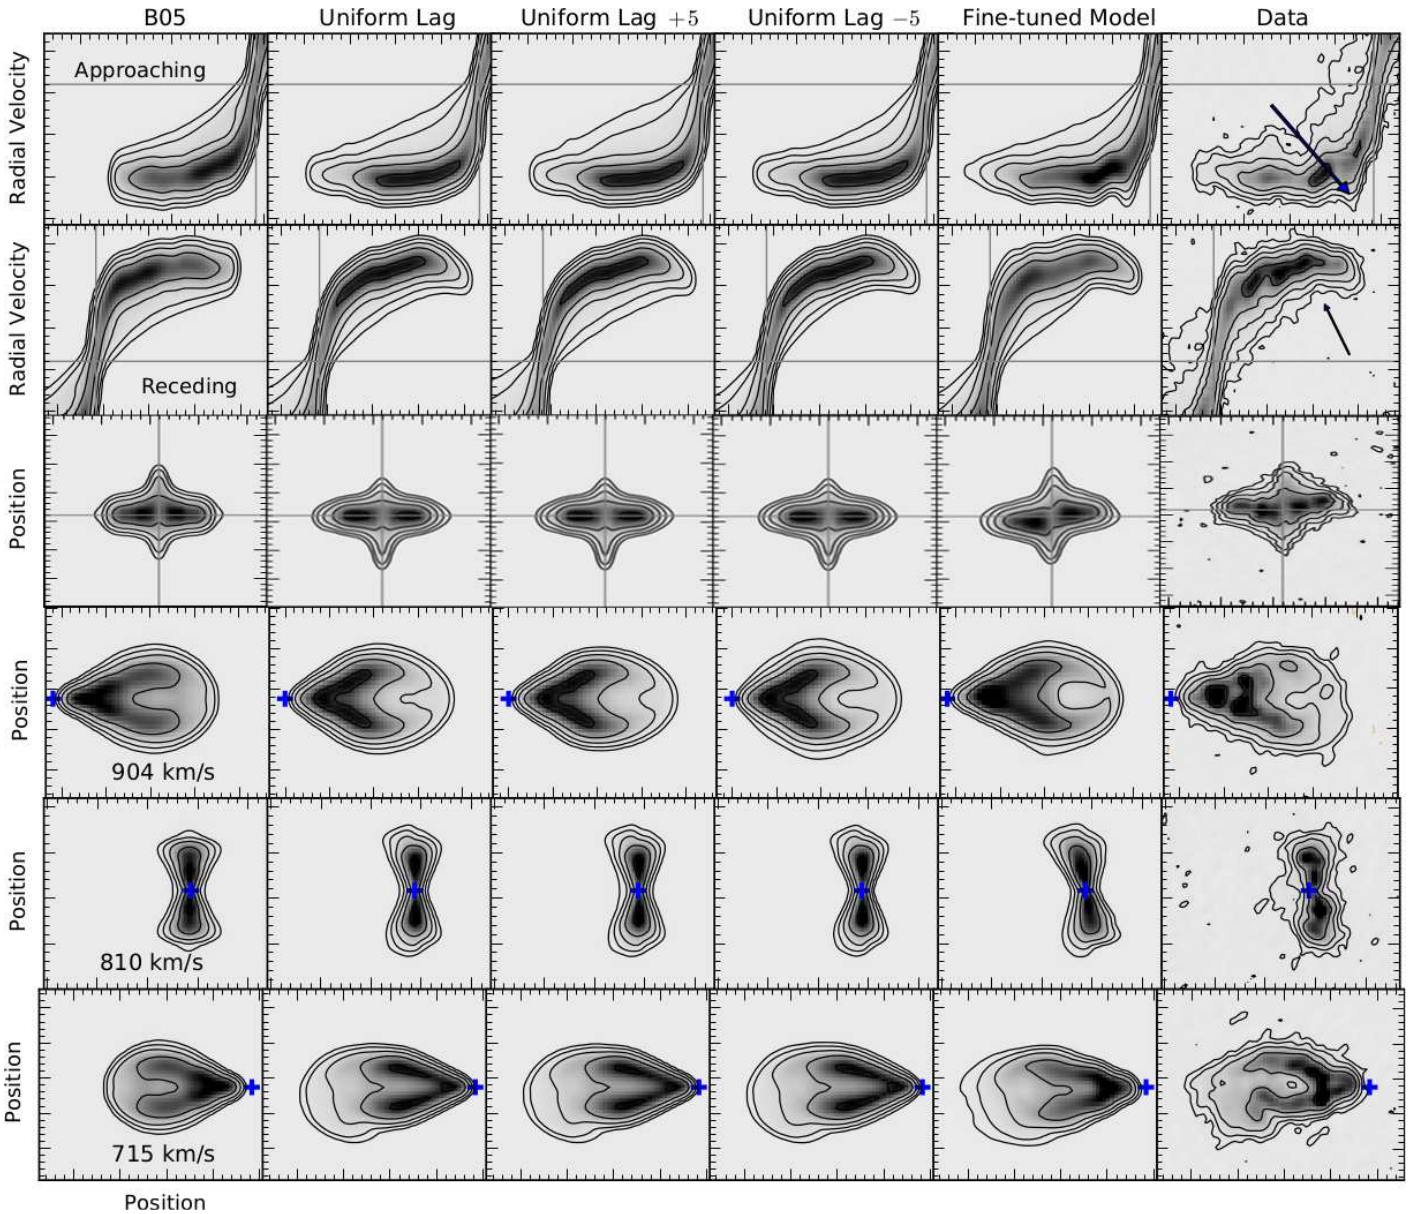 B05 Uniform Lag Uniform Lag +5 Uniform Lag −5 Fine-tuned Model Data
Radial Velocity
Approaching
Radial Velocity
Receding
Position
Position
904 km/s
Position
810 km/s
Position
715 km/s
Position